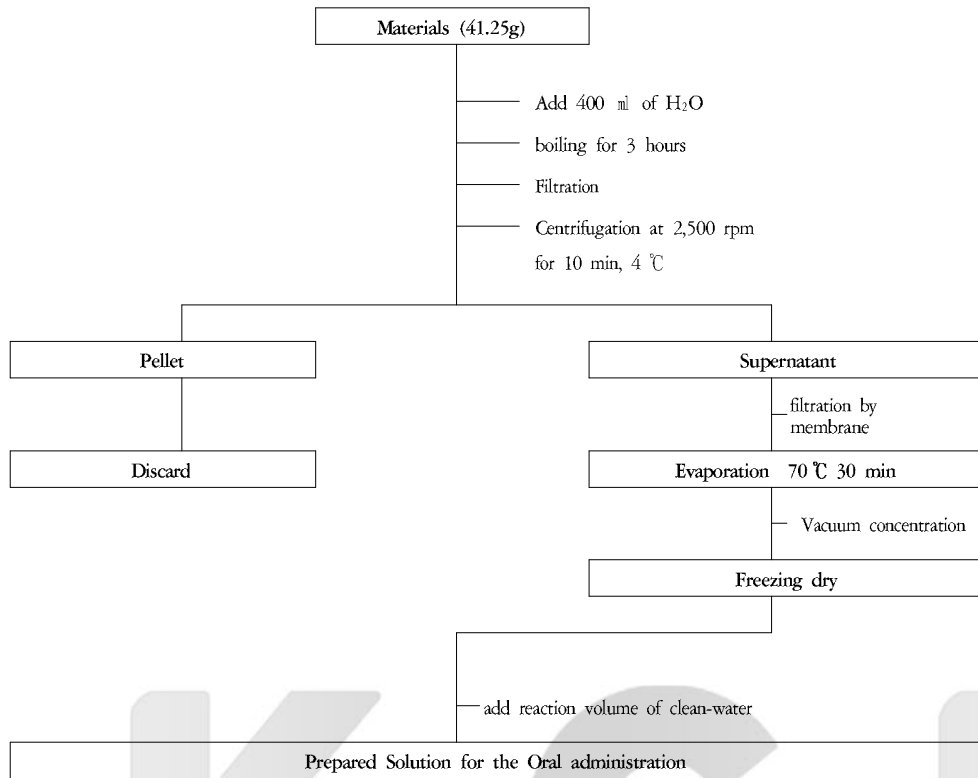 Materials (41.25g)
Add 400 ㎖ of H₂O
boiling for 3 hours
Filtration
Centrifugation at 2,500 rpm
for 10 min, 4 ℃
Pellet
Supernatant
filtration by
membrane
Discard
Evaporation 70℃ 30 min
Vacuum concentration
Freezing dry
add reaction volume of clean-water
Prepared Solution for the Oral administration